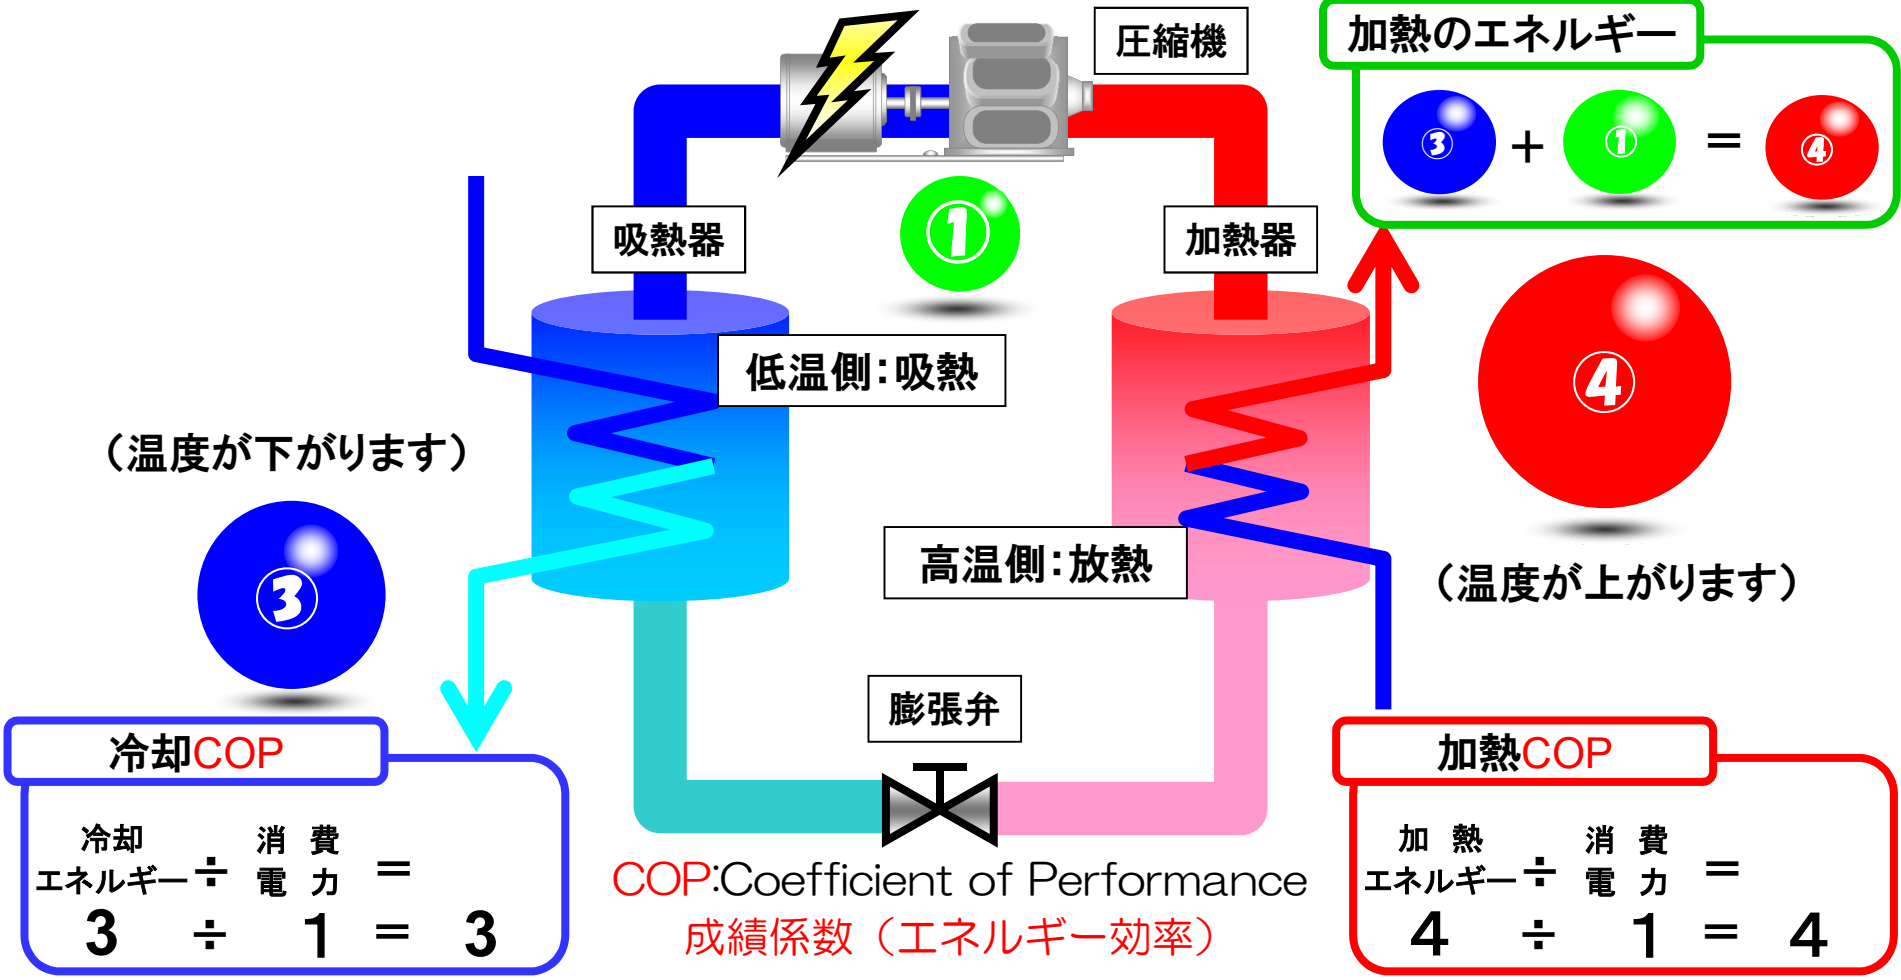 圧縮機
加熱のエネルギー
③ + ① = ④
吸熱器
①
加熱器
低温側：吸熱
④
（温度が下がります）
③
高温側：放熱
（温度が上がります）
膨張弁
冷却COP
冷却エネルギー ÷ 消費電力 =
3 ÷ 1 = 3
加熱COP
加熱エネルギー ÷ 消費電力 =
4 ÷ 1 = 4
COP:Coefficient of Performance
成績係数（エネルギー効率）